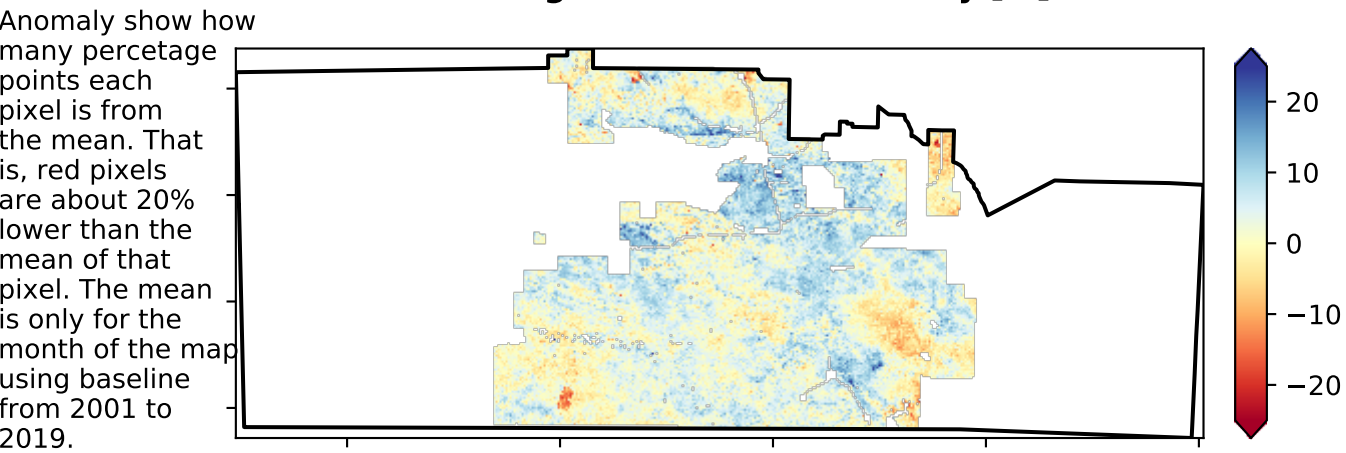 Anomaly show how
many percetage
points each
pixel is from
the mean. That
is, red pixels
are about 20%
lower than the
mean of that
pixel. The mean
is only for the
month of the map
using baseline
from 2001 to
2019.
20
10
0
−10
−20